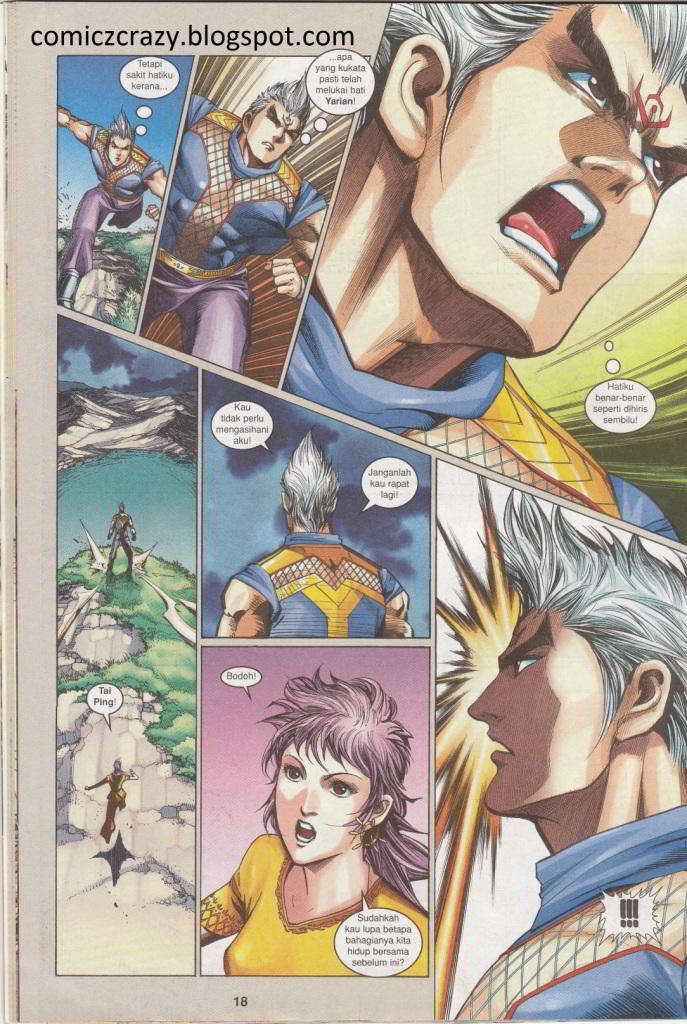 comiczcrazy.blogspot.com
Tetapi
sakit hatiku
kerana...
...apa
yang kukata
pasti telah
melukai hati
Yarian!
Hatiku
benar-benar
seperti dihiris
sembilu!
Tai
Ping!
Kau
tidak perlu
mengasihani
aku!
Janganlah
kau rapat
lagi!
Bodoh!
Sudahkah
kau lupa betapa
bahagianya kita
hidup bersama
sebelum ini?
!!!
18